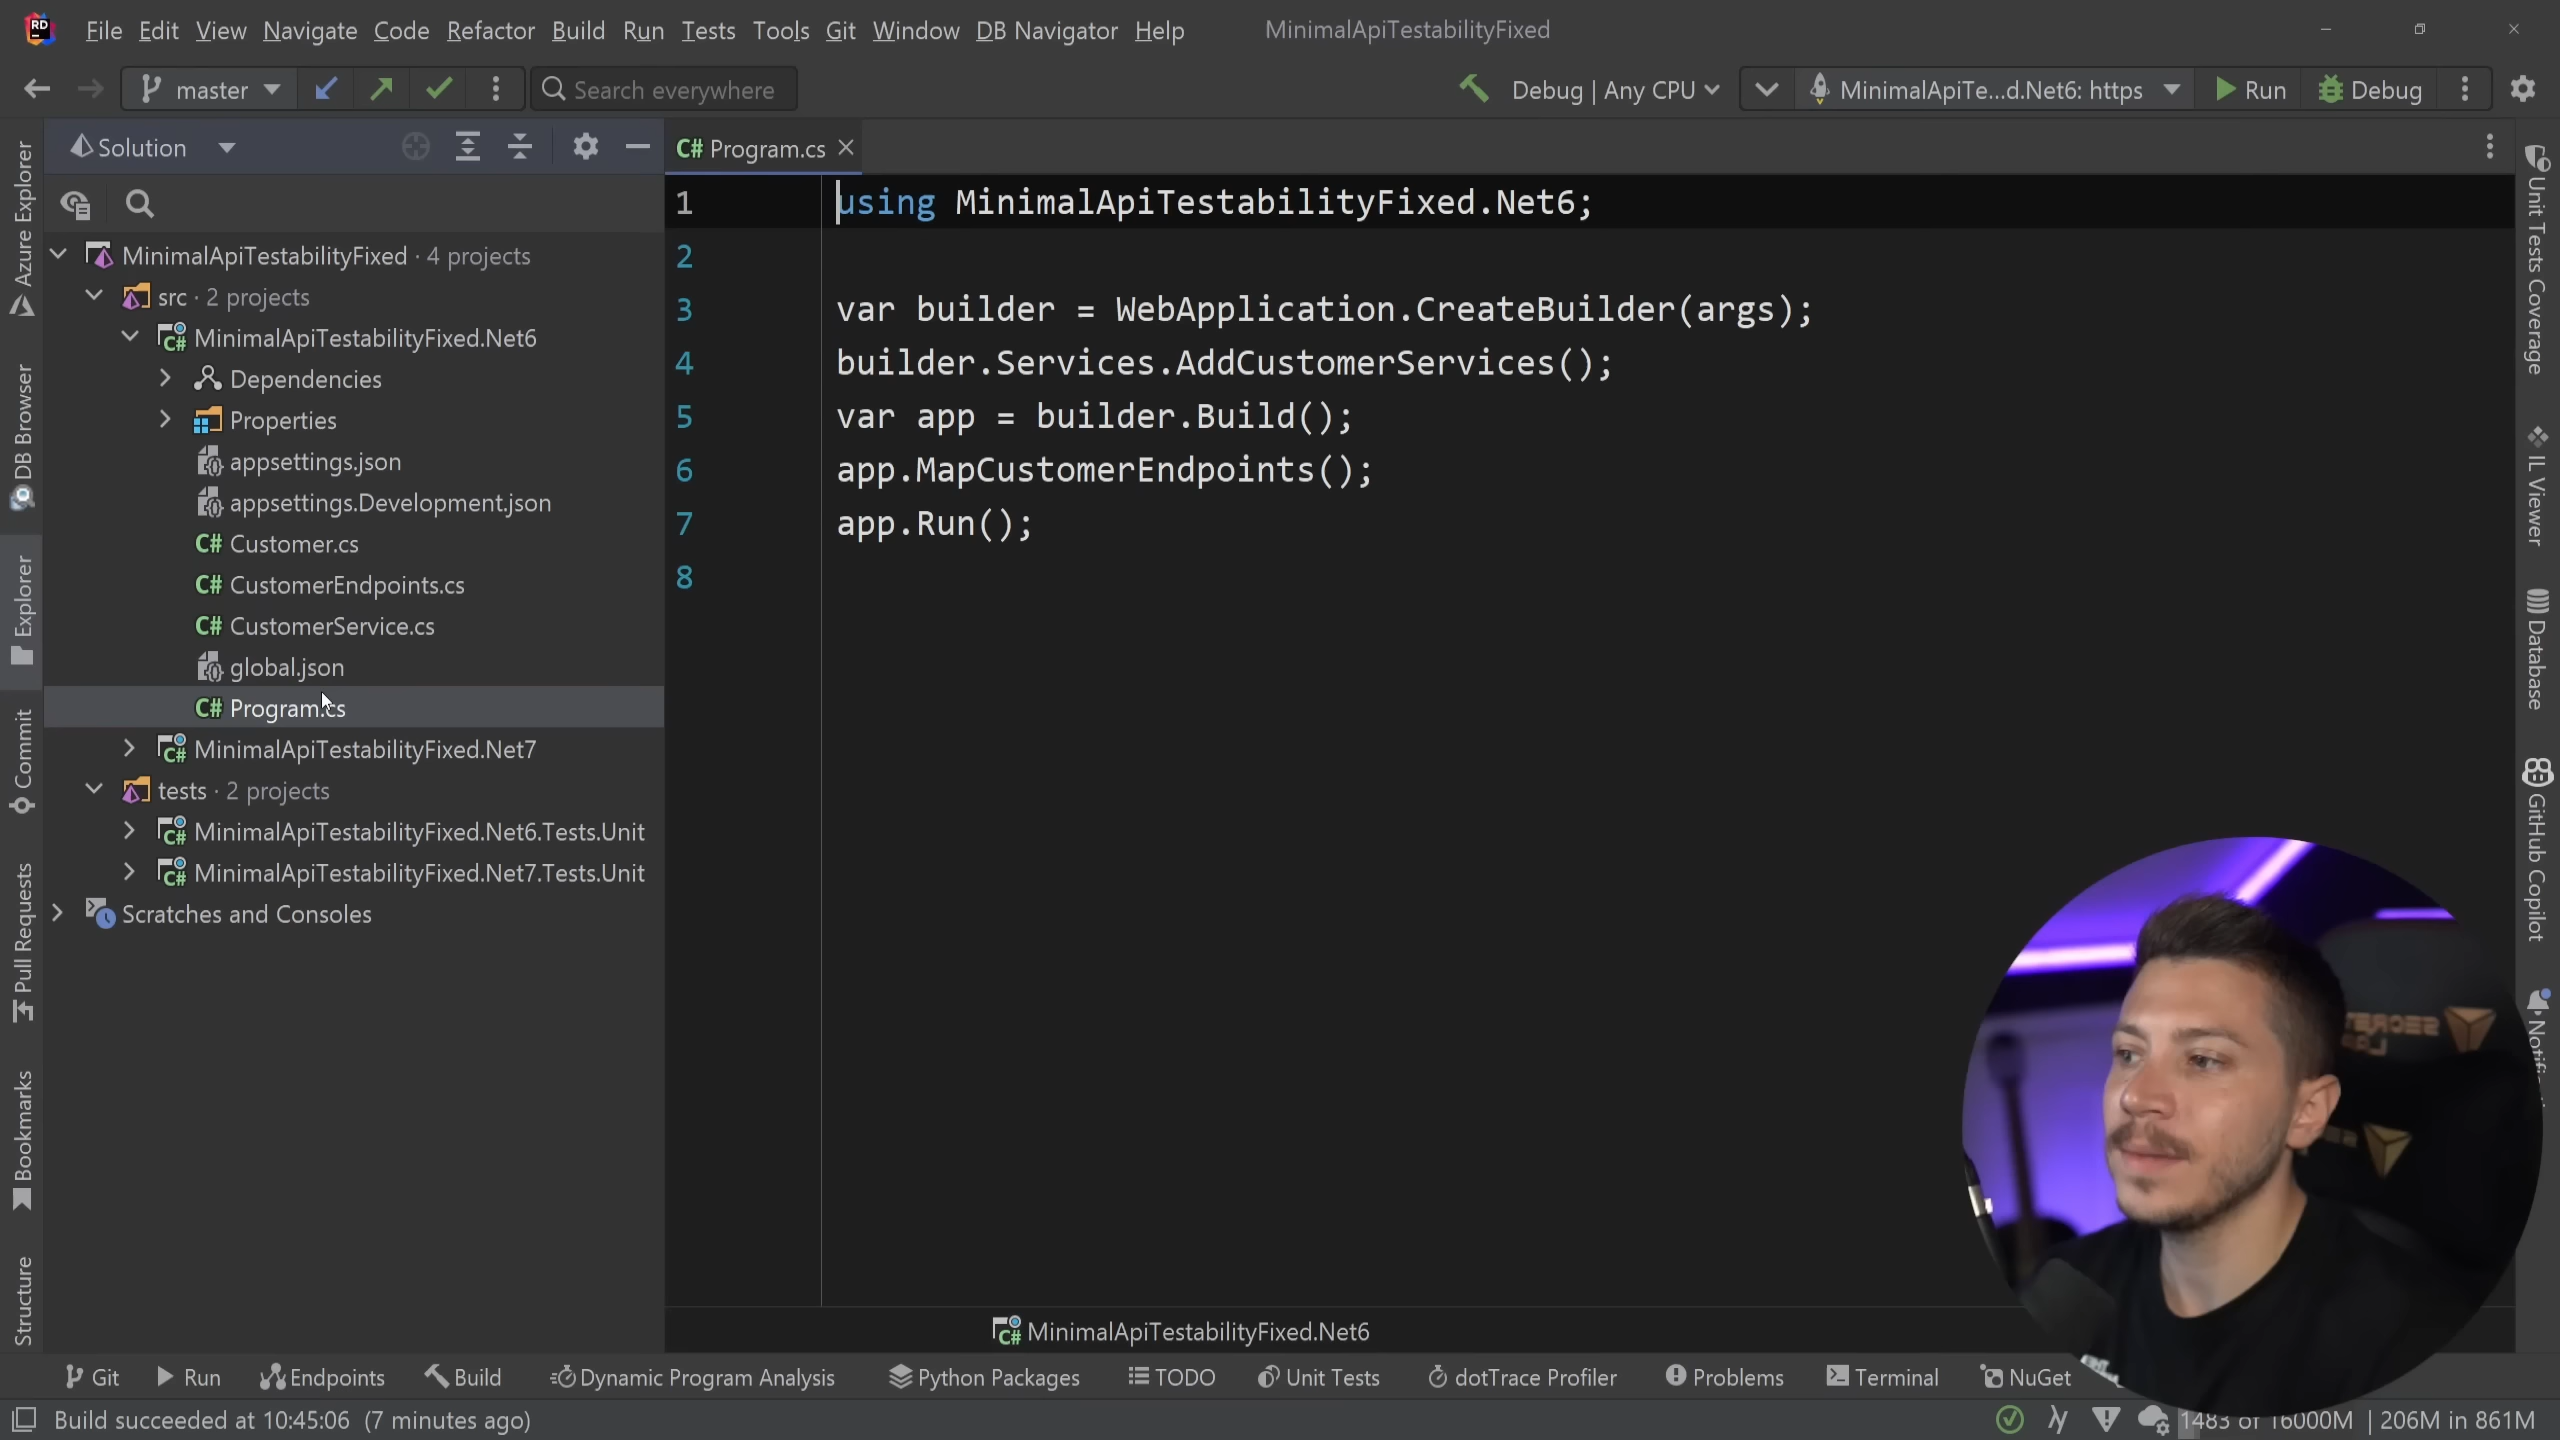 RD
File Edit View Navigate Code Refactor Build Run Tests Tools Git Window DB Navigator Help
MinimalApiTestabilityFixed
master
Search everywhere
Debug | Any CPU
MinimalApiTe...d.Net6: https
Run
Debug
Solution
C# Program.cs
Azure Explorer
DB Browser
Explorer
Commit
Pull Requests
Bookmarks
Structure
MinimalApiTestabilityFixed · 4 projects
src · 2 projects
C# MinimalApiTestabilityFixed.Net6
Dependencies
Properties
appsettings.json
appsettings.Development.json
C# Customer.cs
C# CustomerEndpoints.cs
C# CustomerService.cs
global.json
C# Program.cs
C# MinimalApiTestabilityFixed.Net7
tests · 2 projects
C# MinimalApiTestabilityFixed.Net6.Tests.Unit
C# MinimalApiTestabilityFixed.Net7.Tests.Unit
Scratches and Consoles
1 using MinimalApiTestabilityFixed.Net6;
2
3 var builder = WebApplication.CreateBuilder(args);
4 builder.Services.AddCustomerServices();
5 var app = builder.Build();
6 app.MapCustomerEndpoints();
7 app.Run();
8
Unit Tests Coverage
IL Viewer
Database
GitHub Copilot
C# MinimalApiTestabilityFixed.Net6
Git Run Endpoints Build Dynamic Program Analysis Python Packages TODO Unit Tests dotTrace Profiler Problems Terminal NuGet
Build succeeded at 10:45:06 (7 minutes ago)
1483 of 16000M | 206M in 861M